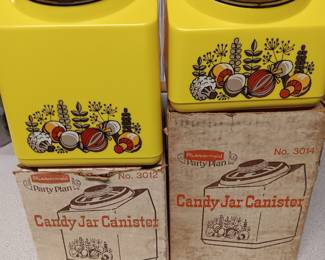 Rubbermaid
Party Plan
No. 3012
Candy Jar Canister
Rubbermaid
Party Plan
No. 3014
Candy Jar Canister